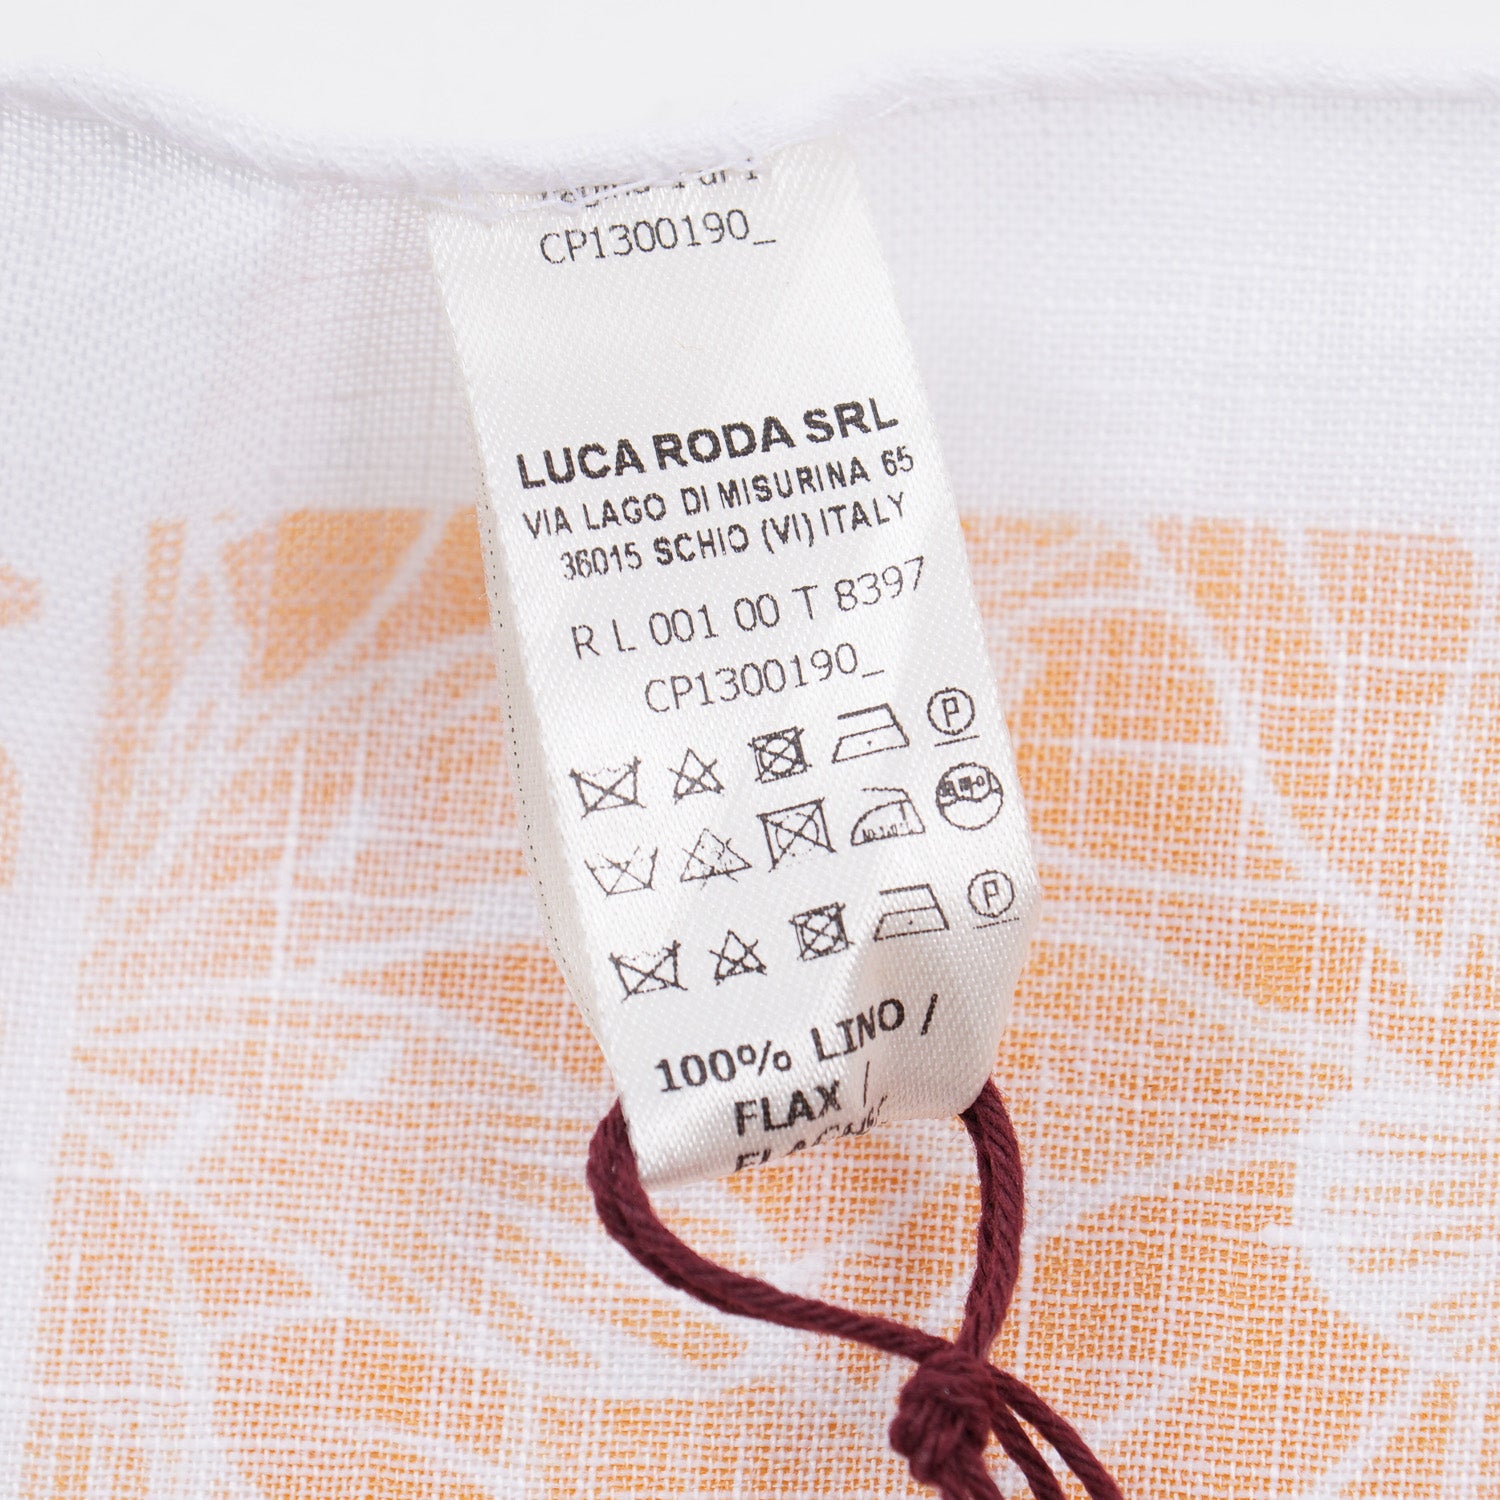 CP1300190_
LUCA RODA SRL
VIA LAGO DI MISURINA 65
36015 SCHIO (VI) ITALY
R L 001 00 T 8397
CP1300190_
P
P
100% LINO /
FLAX /